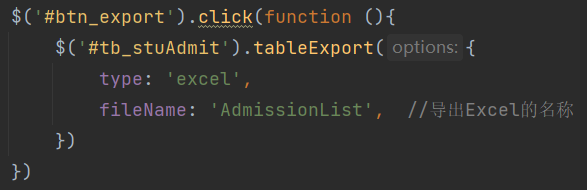 $('#btn_export').click(function (){
    $('#tb_stuAdmit').tableExport( options: {
        type: 'excel',
        fileName: 'AdmissionList',  //导出Excel的名称
    })
})